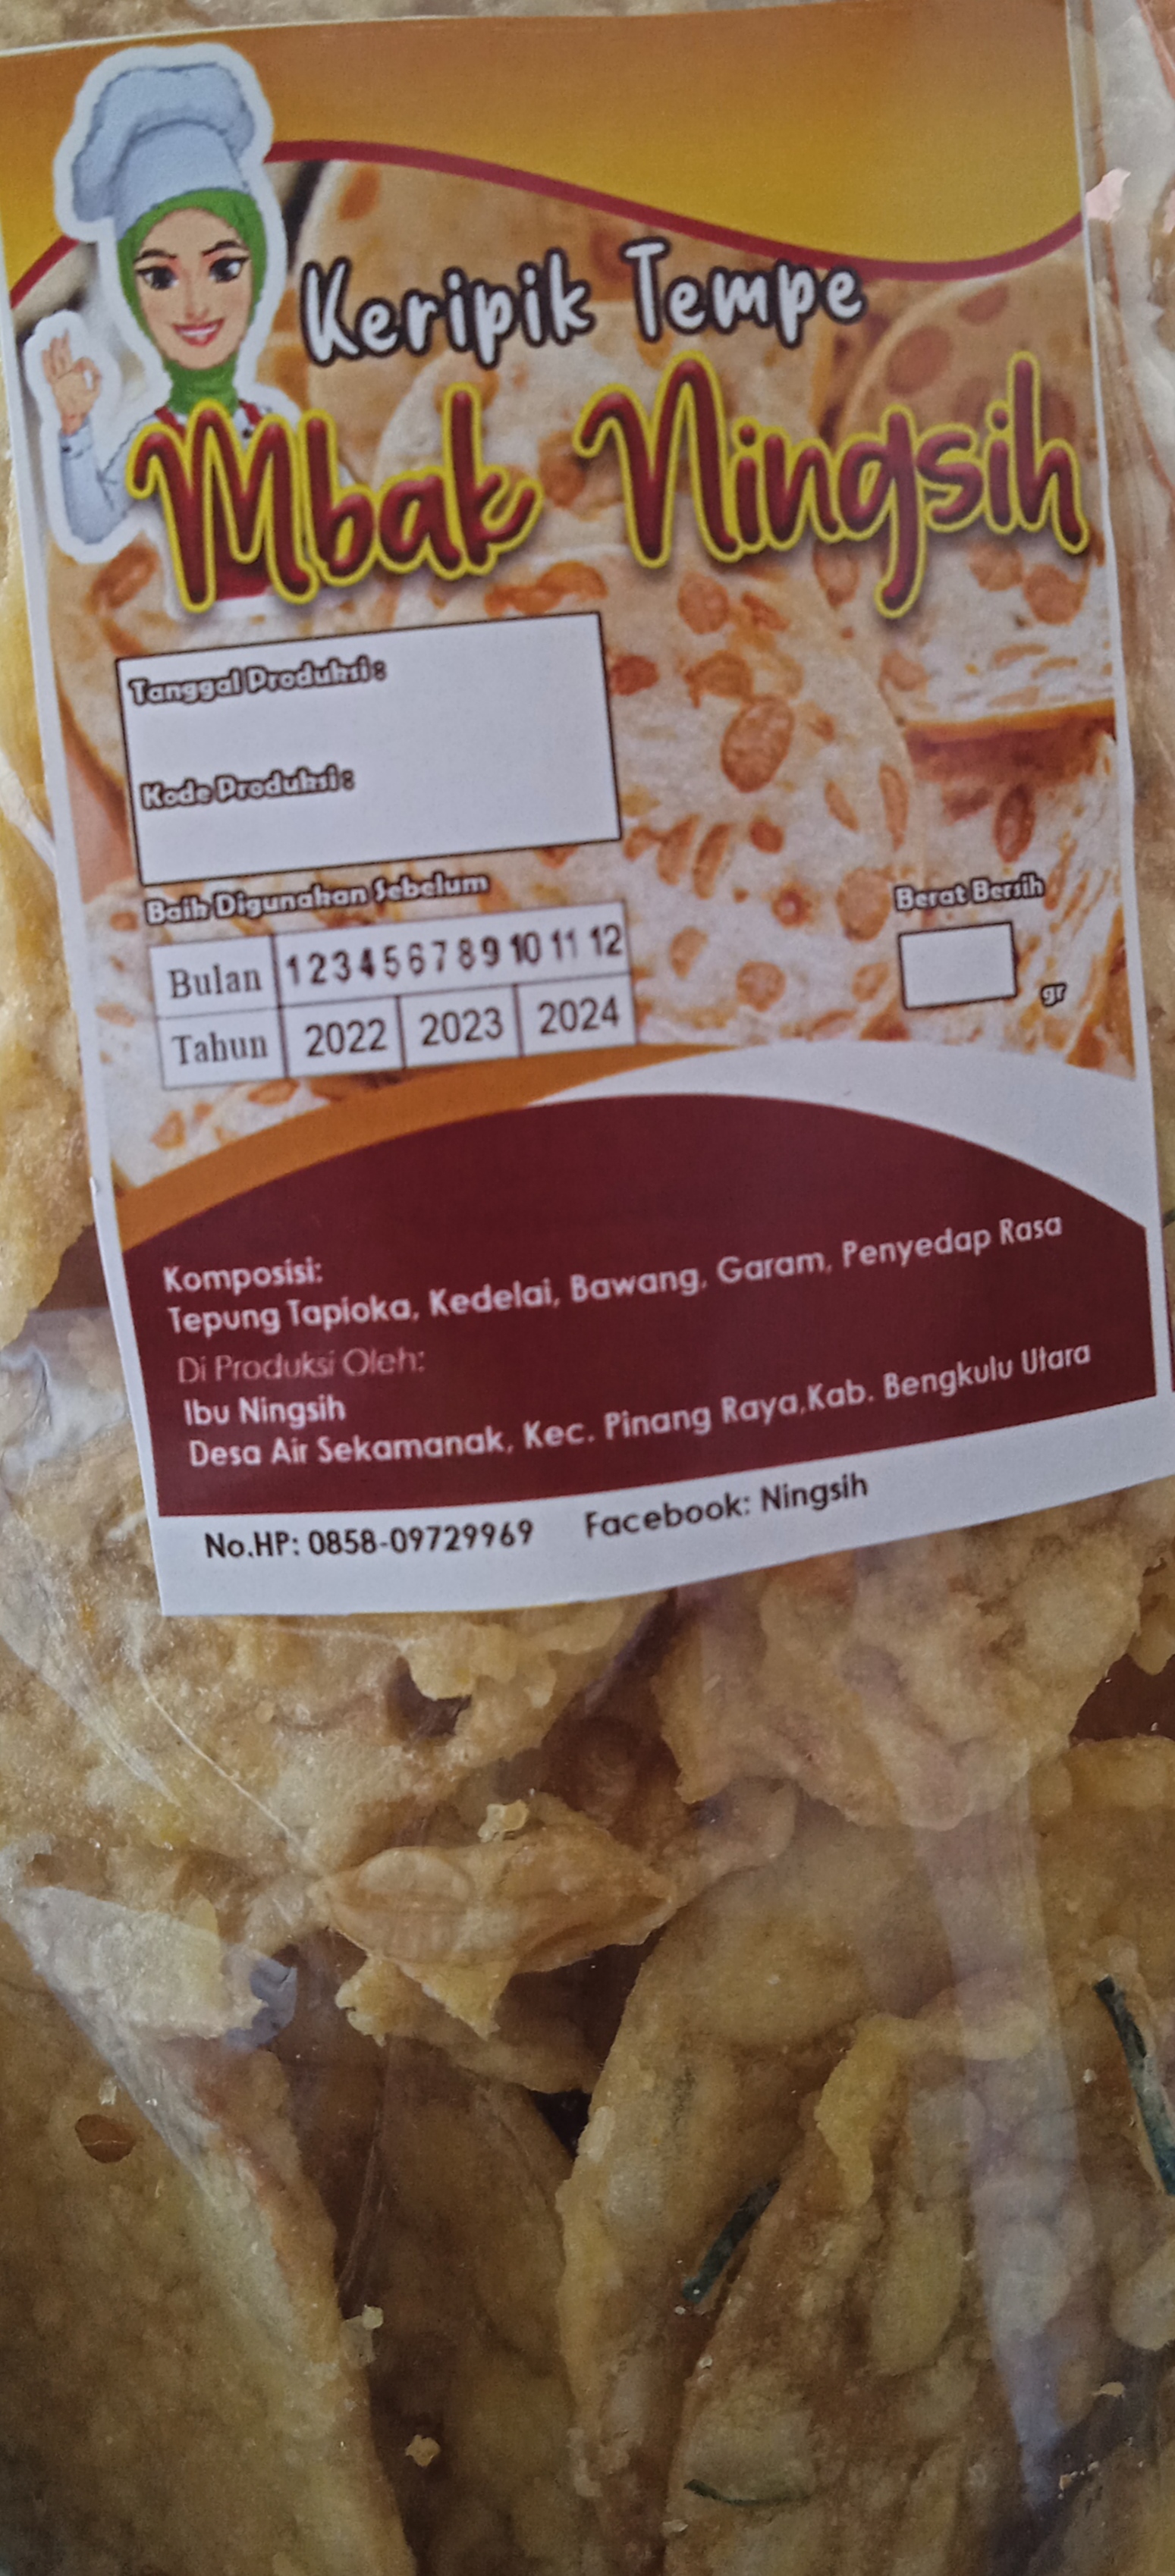 Keripik Tempe
Mbak Ningsih
Tanggal Produksi :
Kode Produksi :
Baik Digunakan Sebelum
Bulan 1 2 3 4 5 6 7 8 9 10 11 12
Tahun 2022 2023 2024
Berat Bersih
gr
Komposisi:
Tepung Tapioka, Kedelai, Bawang, Garam, Penyedap Rasa
Di Produksi Oleh:
Ibu Ningsih
Desa Air Sekamanak, Kec. Pinang Raya,Kab. Bengkulu Utara
No.HP: 0858-09729969 Facebook: Ningsih